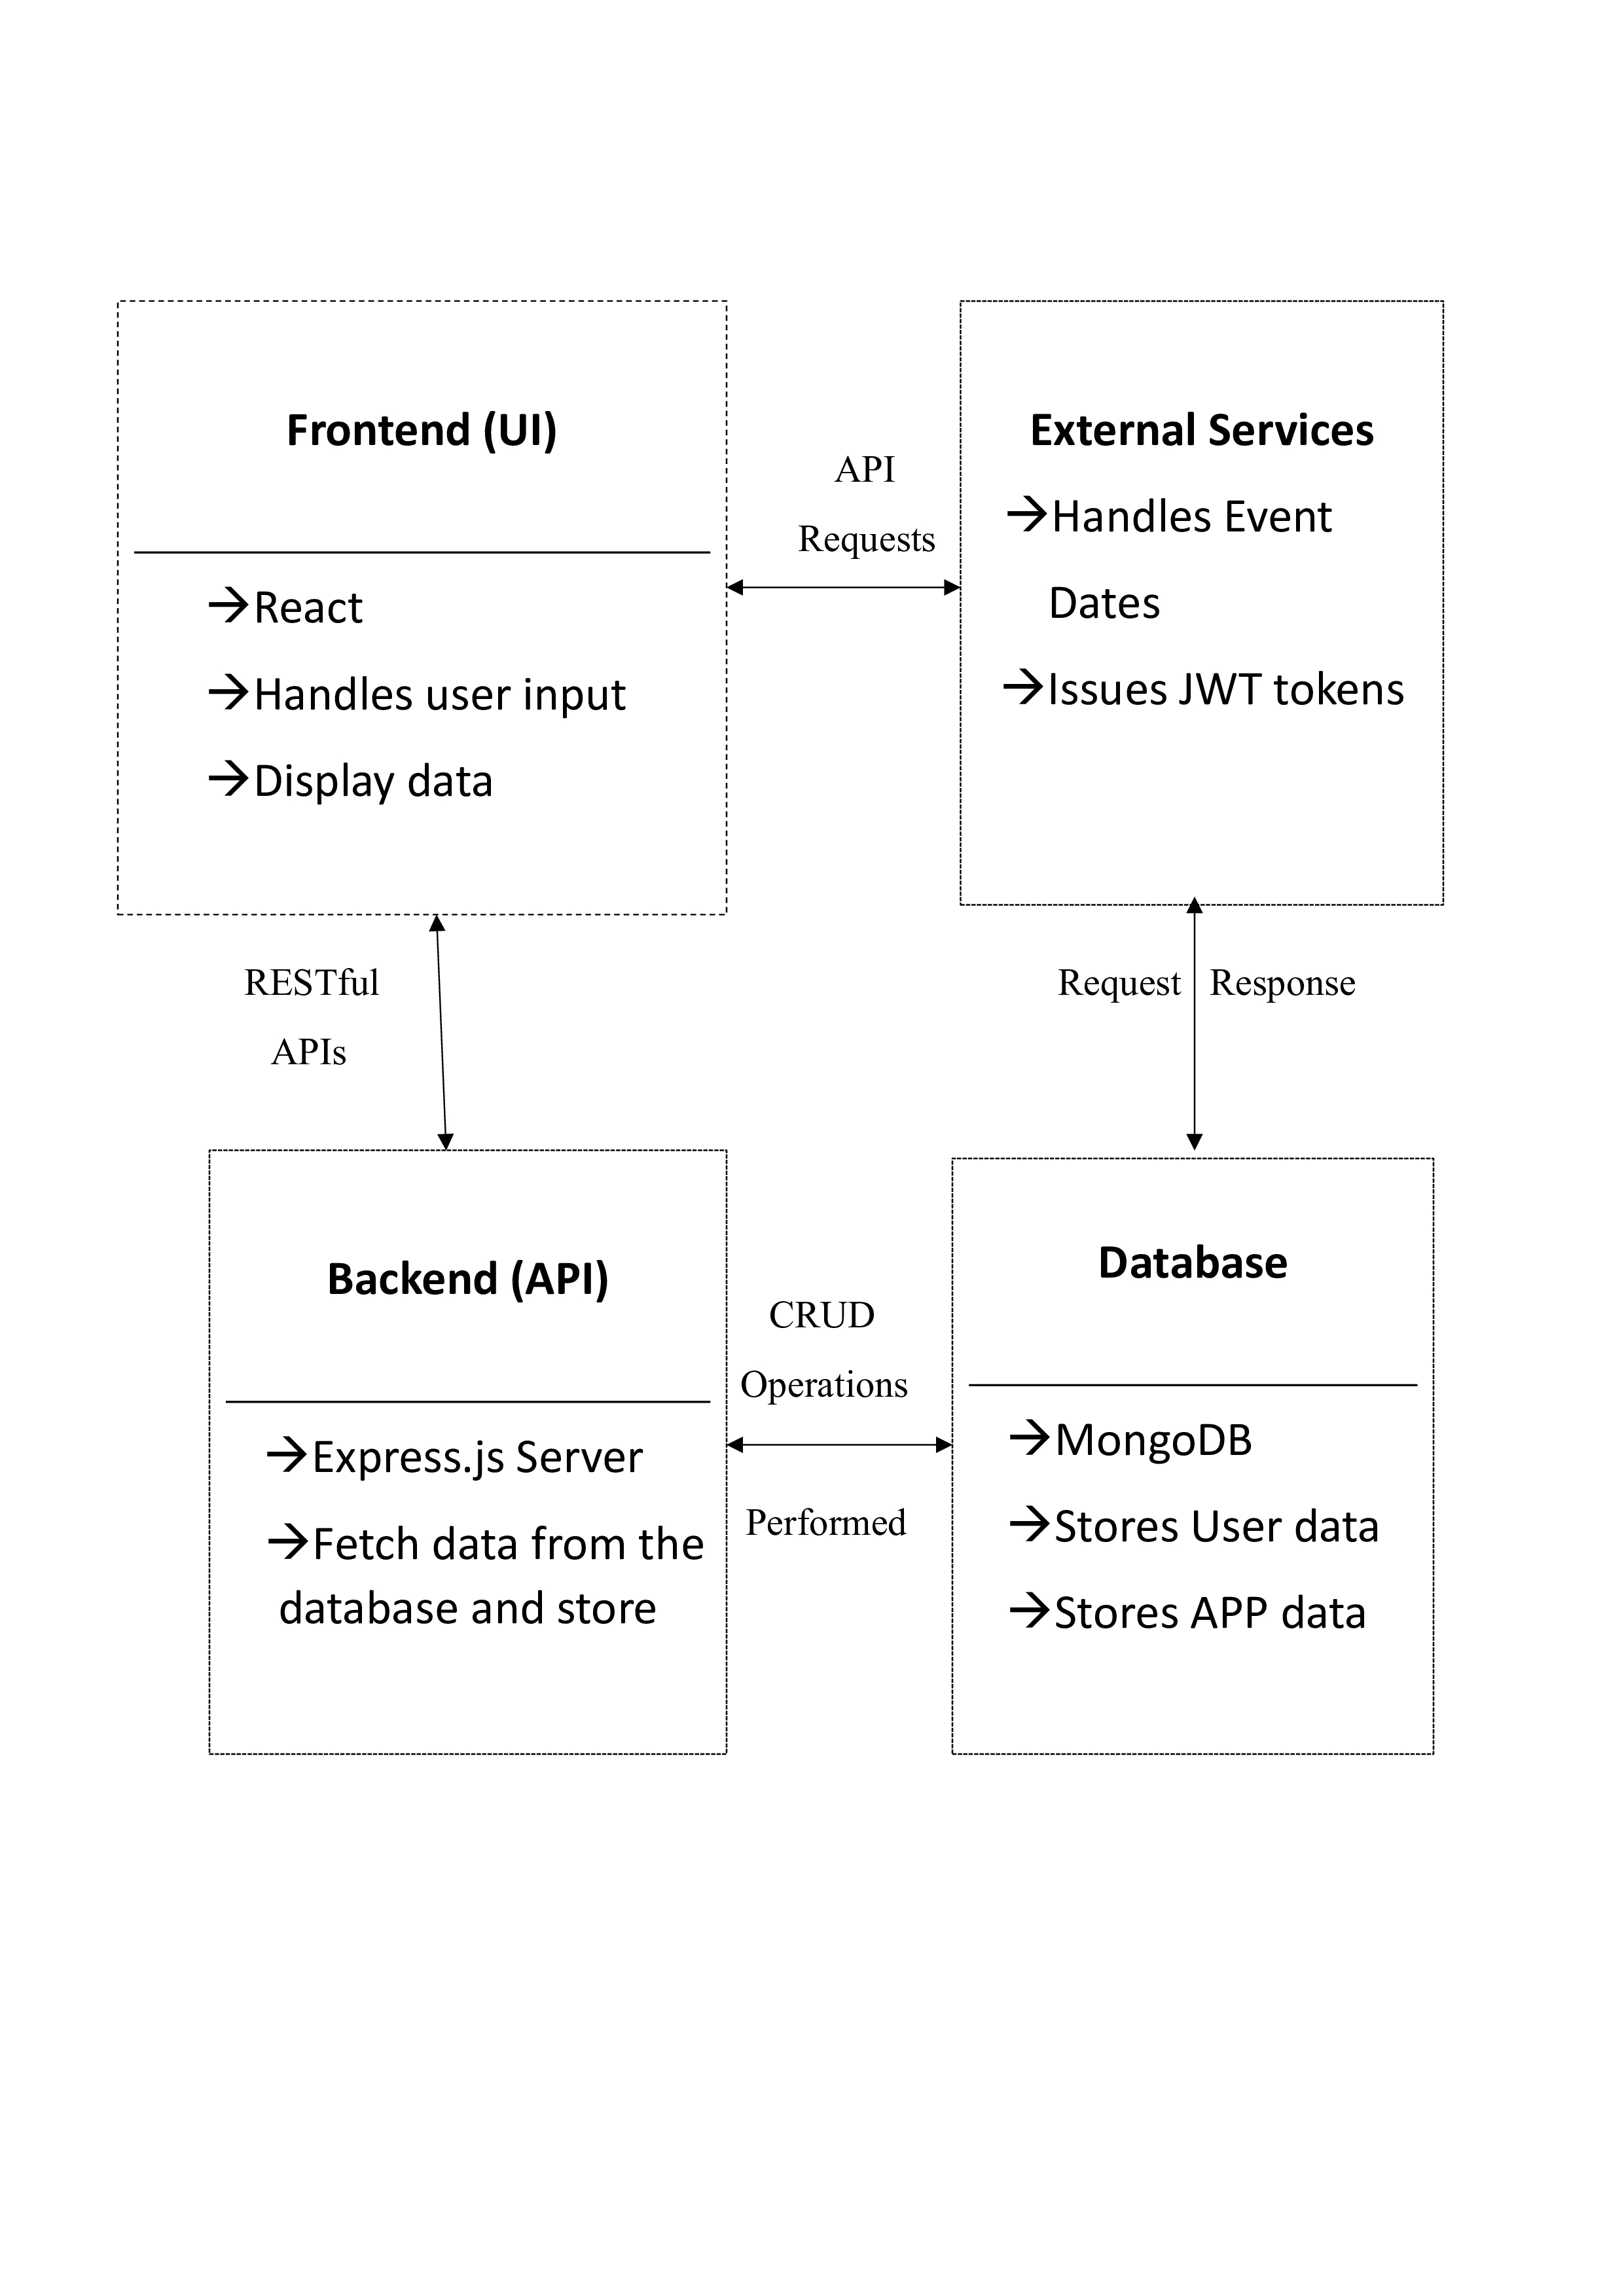 Frontend (UI)
→React
→Handles user input
→Display data
API
Requests
External Services
→Handles Event
Dates
→Issues JWT tokens
RESTful
APIs
Request
Response
Backend (API)
→Express.js Server
→Fetch data from the
database and store
CRUD
Operations
Performed
Database
→MongoDB
→Stores User data
→Stores APP data